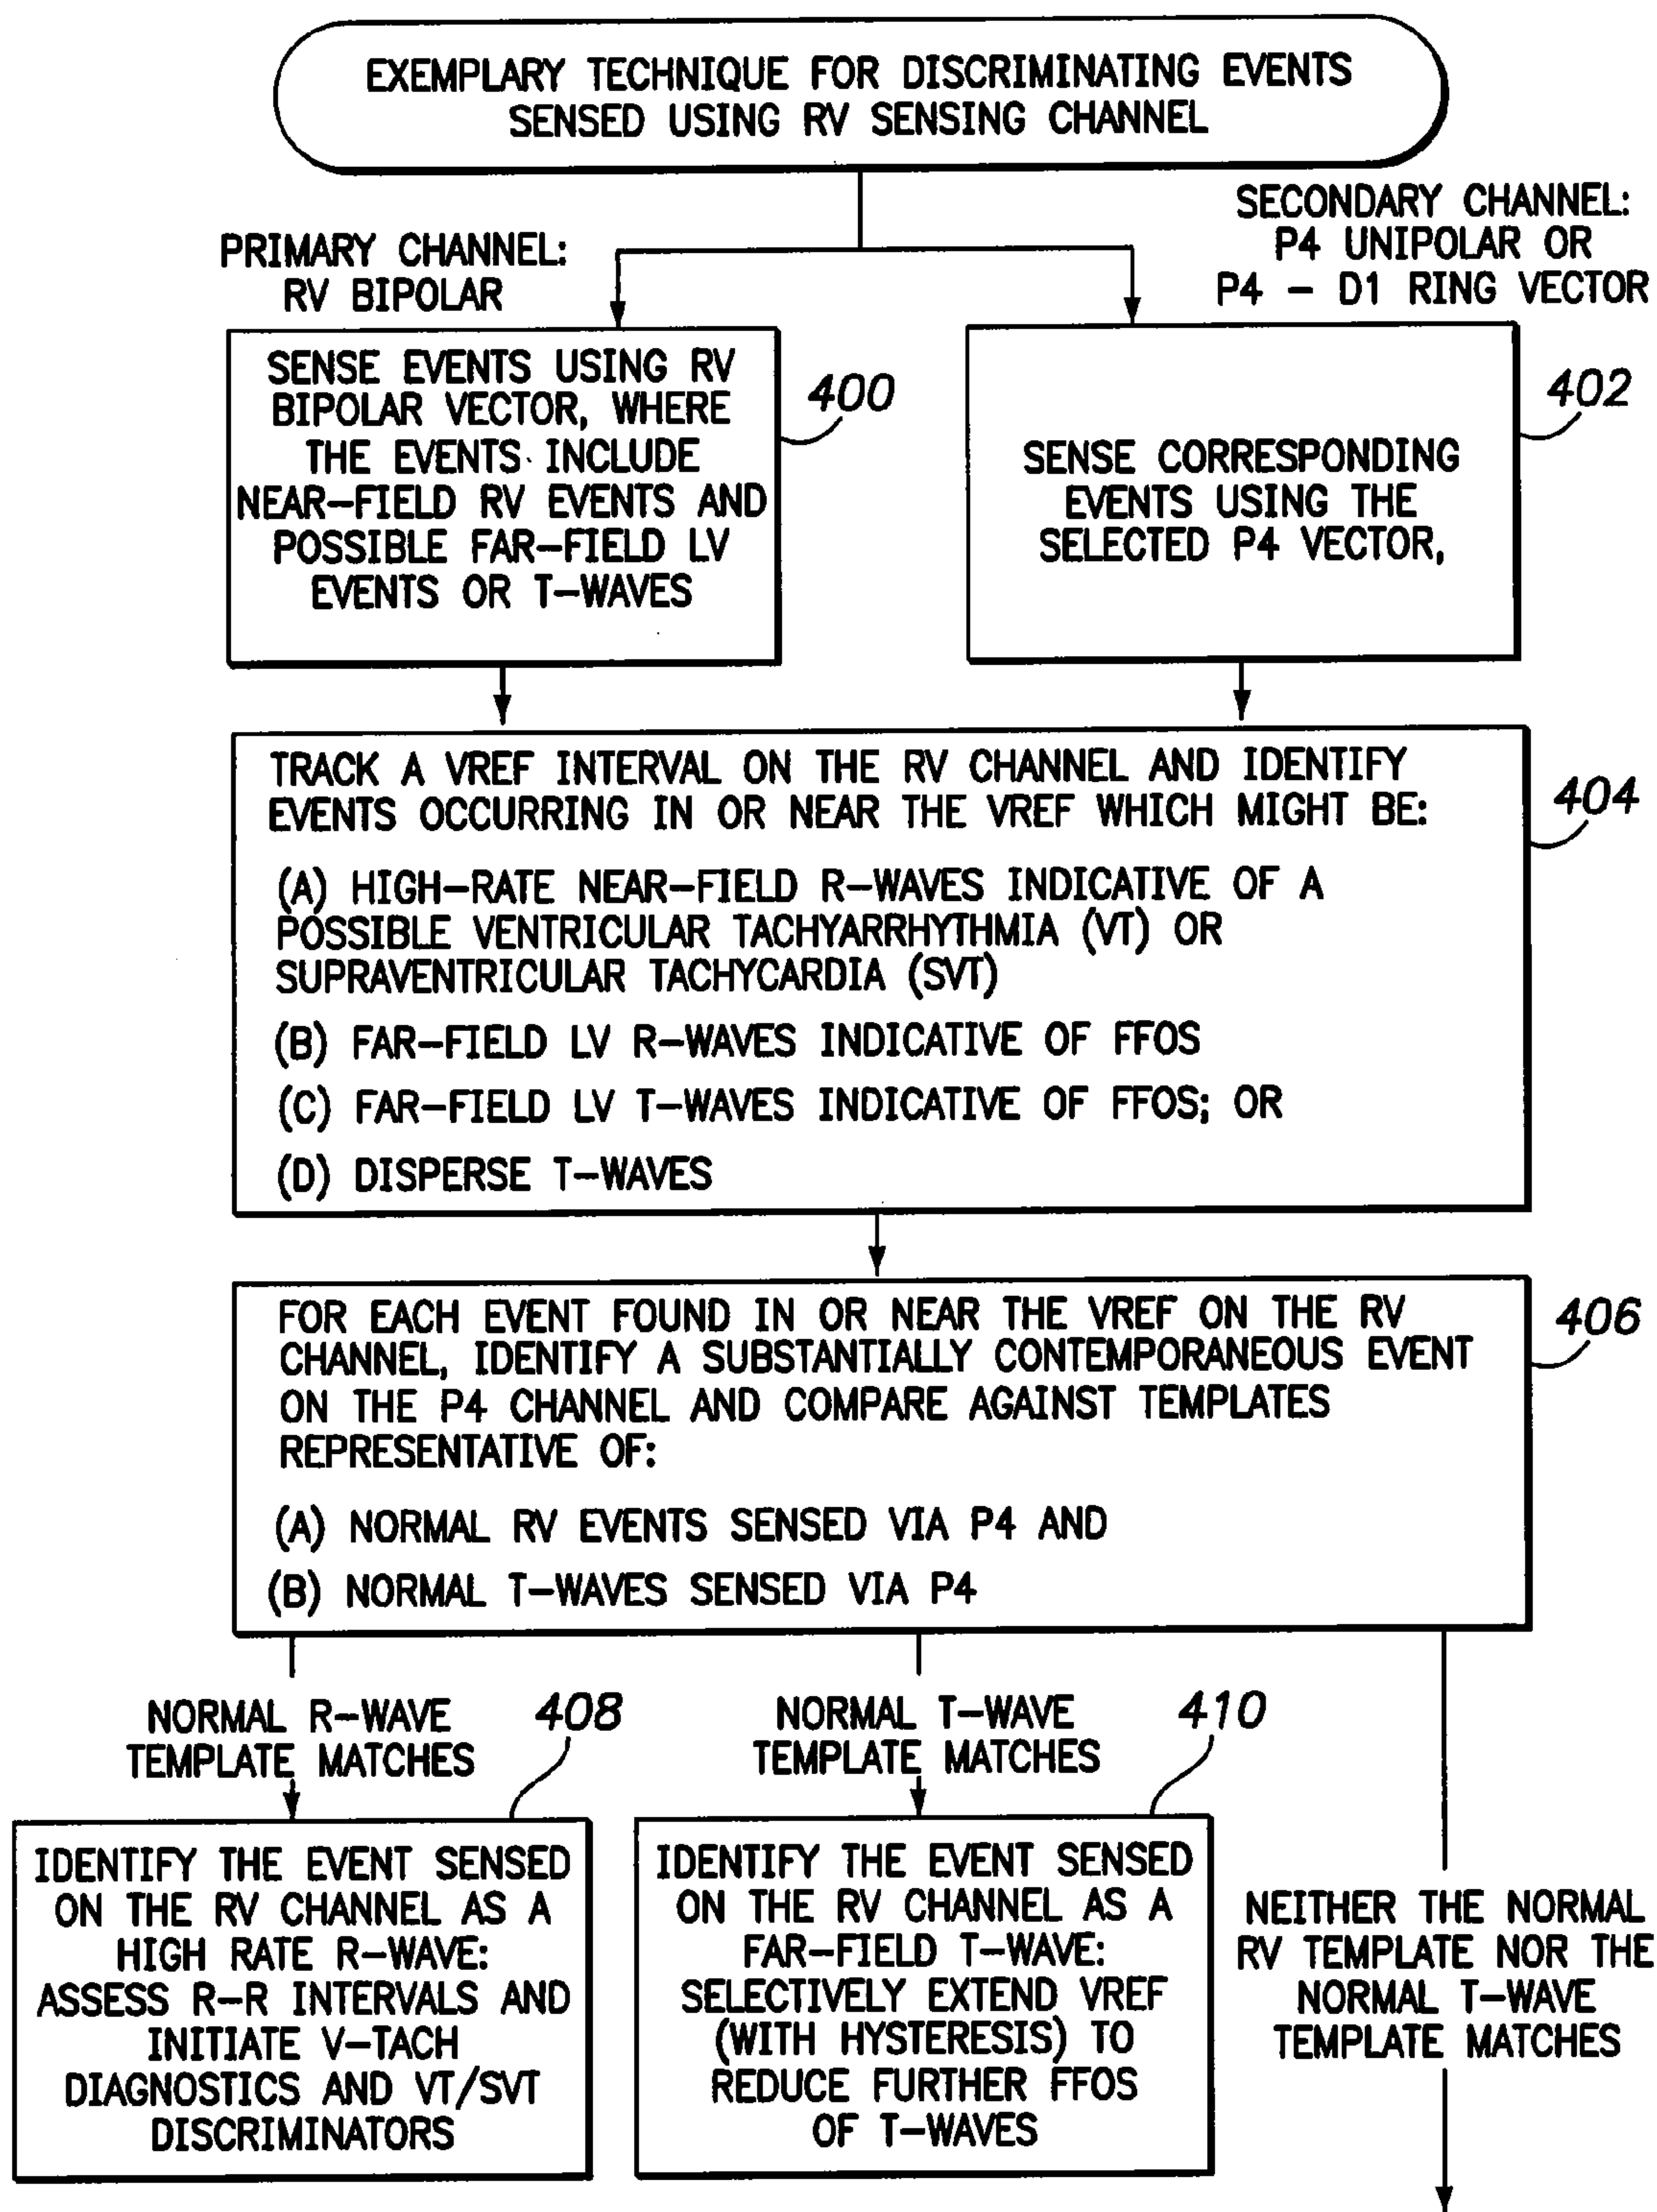 EXEMPLARY TECHNIQUE FOR DISCRIMINATING EVENTS
SENSED USING RV SENSING CHANNEL
PRIMARY CHANNEL:
RV BIPOLAR
SECONDARY CHANNEL:
P4 UNIPOLAR OR
P4 – D1 RING VECTOR
SENSE EVENTS USING RV
BIPOLAR VECTOR, WHERE
THE EVENTS INCLUDE
NEAR–FIELD RV EVENTS AND
POSSIBLE FAR–FIELD LV
EVENTS OR T–WAVES
400
SENSE CORRESPONDING
EVENTS USING THE
SELECTED P4 VECTOR,
402
TRACK A VREF INTERVAL ON THE RV CHANNEL AND IDENTIFY
EVENTS OCCURRING IN OR NEAR THE VREF WHICH MIGHT BE:
(A) HIGH–RATE NEAR–FIELD R–WAVES INDICATIVE OF A
POSSIBLE VENTRICULAR TACHYARRHYTHMIA (VT) OR
SUPRAVENTRICULAR TACHYCARDIA (SVT)
(B) FAR–FIELD LV R–WAVES INDICATIVE OF FFOS
(C) FAR–FIELD LV T–WAVES INDICATIVE OF FFOS; OR
(D) DISPERSE T–WAVES
404
FOR EACH EVENT FOUND IN OR NEAR THE VREF ON THE RV
CHANNEL, IDENTIFY A SUBSTANTIALLY CONTEMPORANEOUS EVENT
ON THE P4 CHANNEL AND COMPARE AGAINST TEMPLATES
REPRESENTATIVE OF:
(A) NORMAL RV EVENTS SENSED VIA P4 AND
(B) NORMAL T–WAVES SENSED VIA P4
406
NORMAL R–WAVE
TEMPLATE MATCHES
408
NORMAL T–WAVE
TEMPLATE MATCHES
410
IDENTIFY THE EVENT SENSED
ON THE RV CHANNEL AS A
HIGH RATE R–WAVE:
ASSESS R–R INTERVALS AND
INITIATE V–TACH
DIAGNOSTICS AND VT/SVT
DISCRIMINATORS
IDENTIFY THE EVENT SENSED
ON THE RV CHANNEL AS A
FAR–FIELD T–WAVE:
SELECTIVELY EXTEND VREF
(WITH HYSTERESIS) TO
REDUCE FURTHER FFOS
OF T–WAVES
NEITHER THE NORMAL
RV TEMPLATE NOR THE
NORMAL T–WAVE
TEMPLATE MATCHES